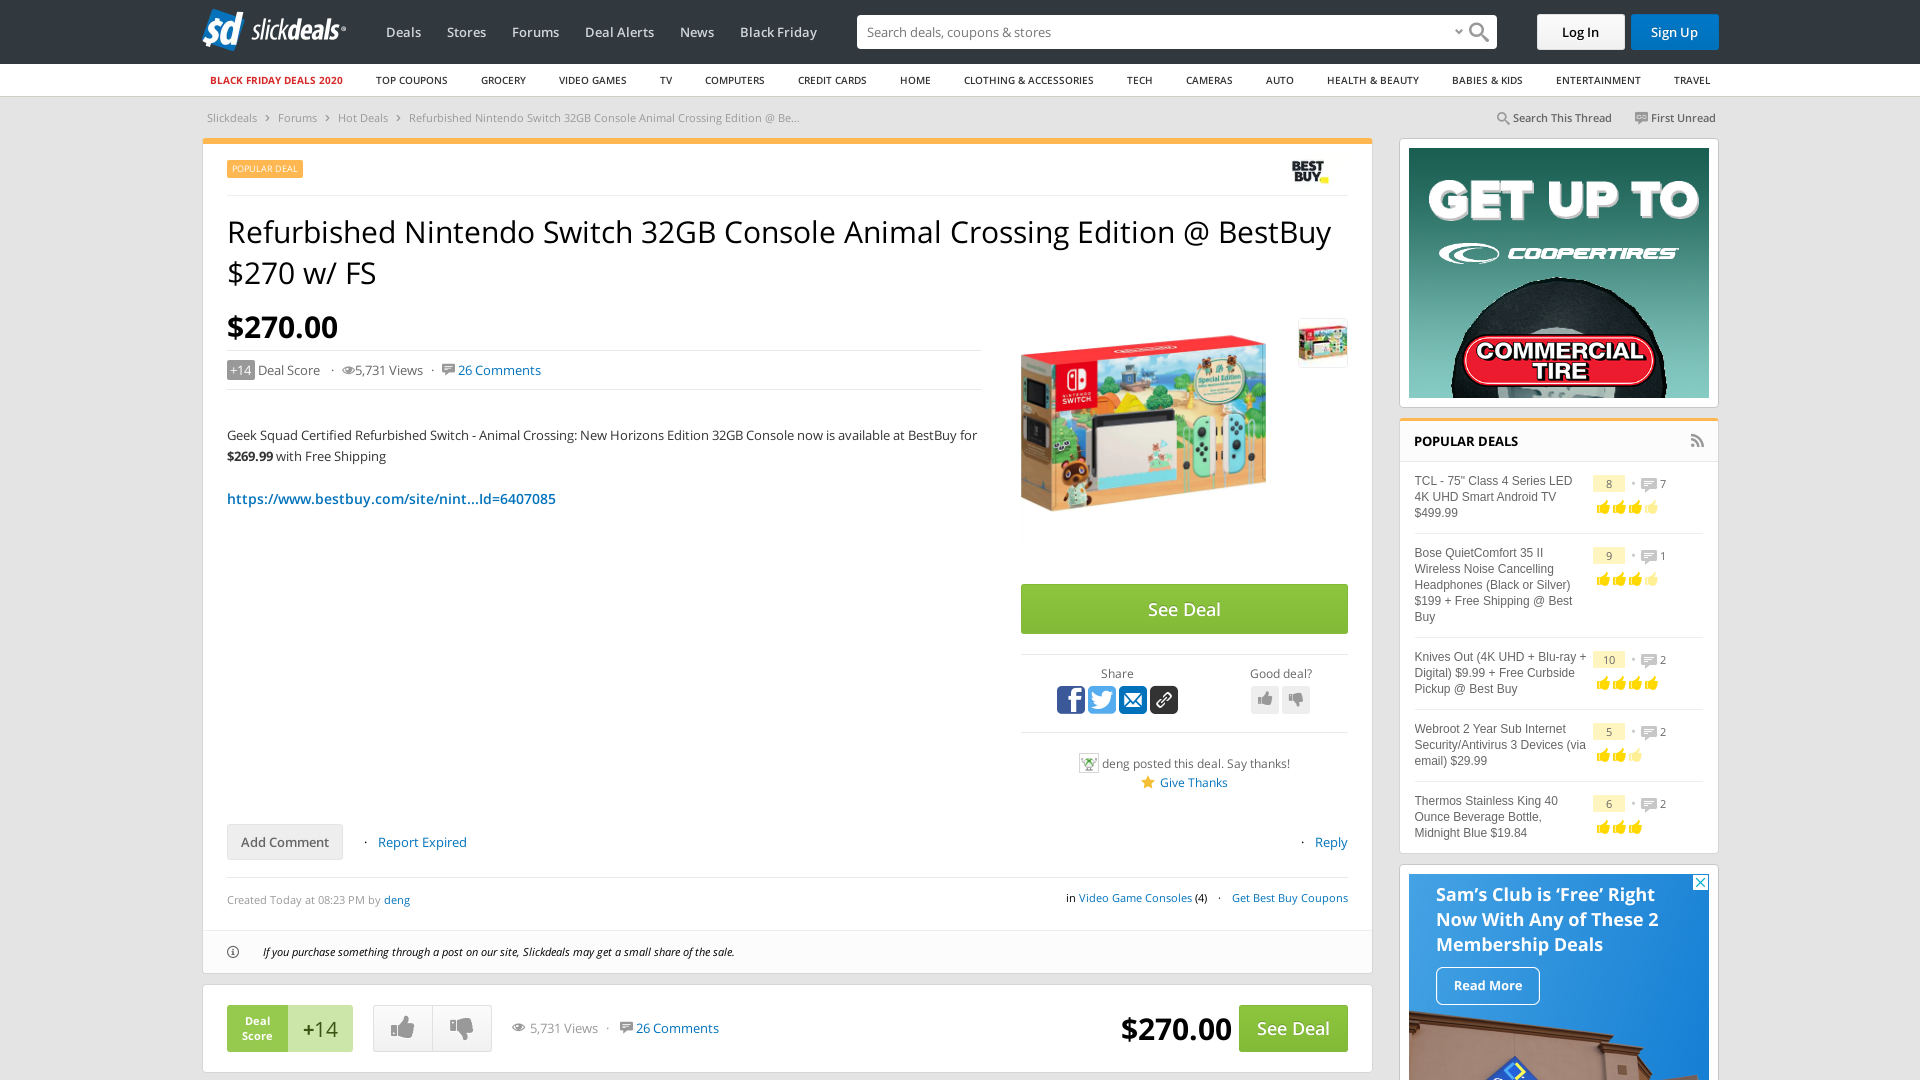 slickdeals
Deals
Stores
Forums
Deal Alerts
News
Black Friday
Search deals, coupons & stores
Log In
Sign Up
BLACK FRIDAY DEALS 2020
TOP COUPONS
GROCERY
VIDEO GAMES
TV
COMPUTERS
CREDIT CARDS
HOME
CLOTHING & ACCESSORIES
TECH
CAMERAS
AUTO
HEALTH & BEAUTY
BABIES & KIDS
ENTERTAINMENT
TRAVEL
Slickdeals > Forums > Hot Deals > Refurbished Nintendo Switch 32GB Console Animal Crossing Edition @ Be...
Search This Thread
First Unread
POPULAR DEAL
BEST
BUY
Refurbished Nintendo Switch 32GB Console Animal Crossing Edition @ BestBuy
$270 w/ FS
$270.00
+14 Deal Score · 5,731 Views · 26 Comments
Geek Squad Certified Refurbished Switch - Animal Crossing: New Horizons Edition 32GB Console now is available at BestBuy for
$269.99 with Free Shipping
https://www.bestbuy.com/site/nint...Id=6407085
NINTENDO
SWITCH
Special Edition
See Deal
Share
Good deal?
deng posted this deal. Say thanks!
Give Thanks
Add Comment
· Report Expired
· Reply
Created Today at 08:23 PM by deng
in Video Game Consoles (4) · Get Best Buy Coupons
If you purchase something through a post on our site, Slickdeals may get a small share of the sale.
Deal
Score
+14
5,731 Views · 26 Comments
$270.00
See Deal
GET UP TO
COOPERTIRES
COMMERCIAL
TIRE
POPULAR DEALS
TCL - 75" Class 4 Series LED
4K UHD Smart Android TV
$499.99
8 · 7
Bose QuietComfort 35 II
Wireless Noise Cancelling
Headphones (Black or Silver)
$199 + Free Shipping @ Best
Buy
9 · 1
Knives Out (4K UHD + Blu-ray +
Digital) $9.99 + Free Curbside
Pickup @ Best Buy
10 · 2
Webroot 2 Year Sub Internet
Security/Antivirus 3 Devices (via
email) $29.99
5 · 2
Thermos Stainless King 40
Ounce Beverage Bottle,
Midnight Blue $19.84
6 · 2
Sam's Club is 'Free' Right
Now With Any of These 2
Membership Deals
Read More